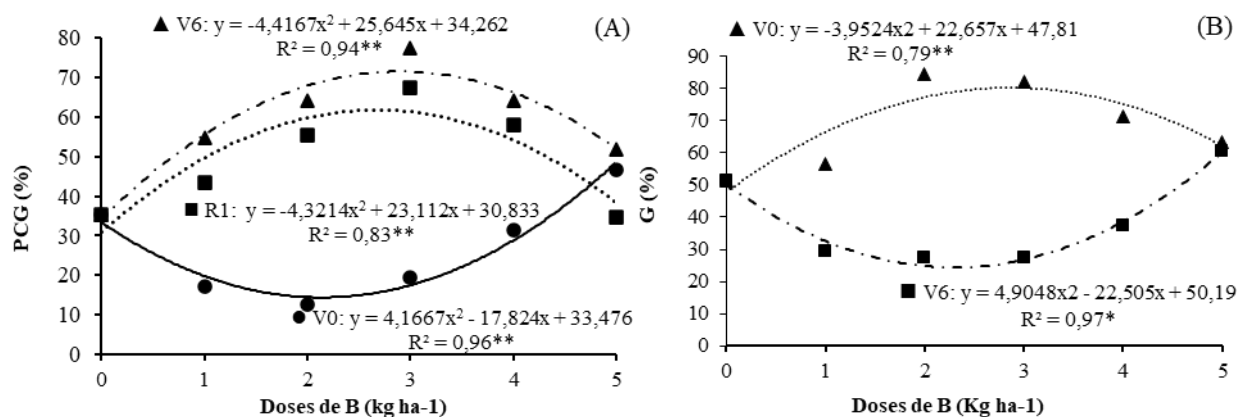 V6: y = -4,4167x² + 25,645x + 34,262
R² = 0,94**
(A)
80
70
60
50
40
30
20
10
0
PCG (%)
R1: y = -4,3214x² + 23,112x + 30,833
R² = 0,83**
V0: y = 4,1667x² - 17,824x + 33,476
R² = 0,96**
0 1 2 3 4 5
Doses de B (kg ha-1)
V0: y = -3,9524x2 + 22,657x + 47,81
R² = 0,79**
(B)
90
80
70
60
50
40
30
20
10
0
G (%)
V6: y = 4,9048x2 - 22,505x + 50,19
R² = 0,97*
0 1 2 3 4 5
Doses de B (Kg ha-1)